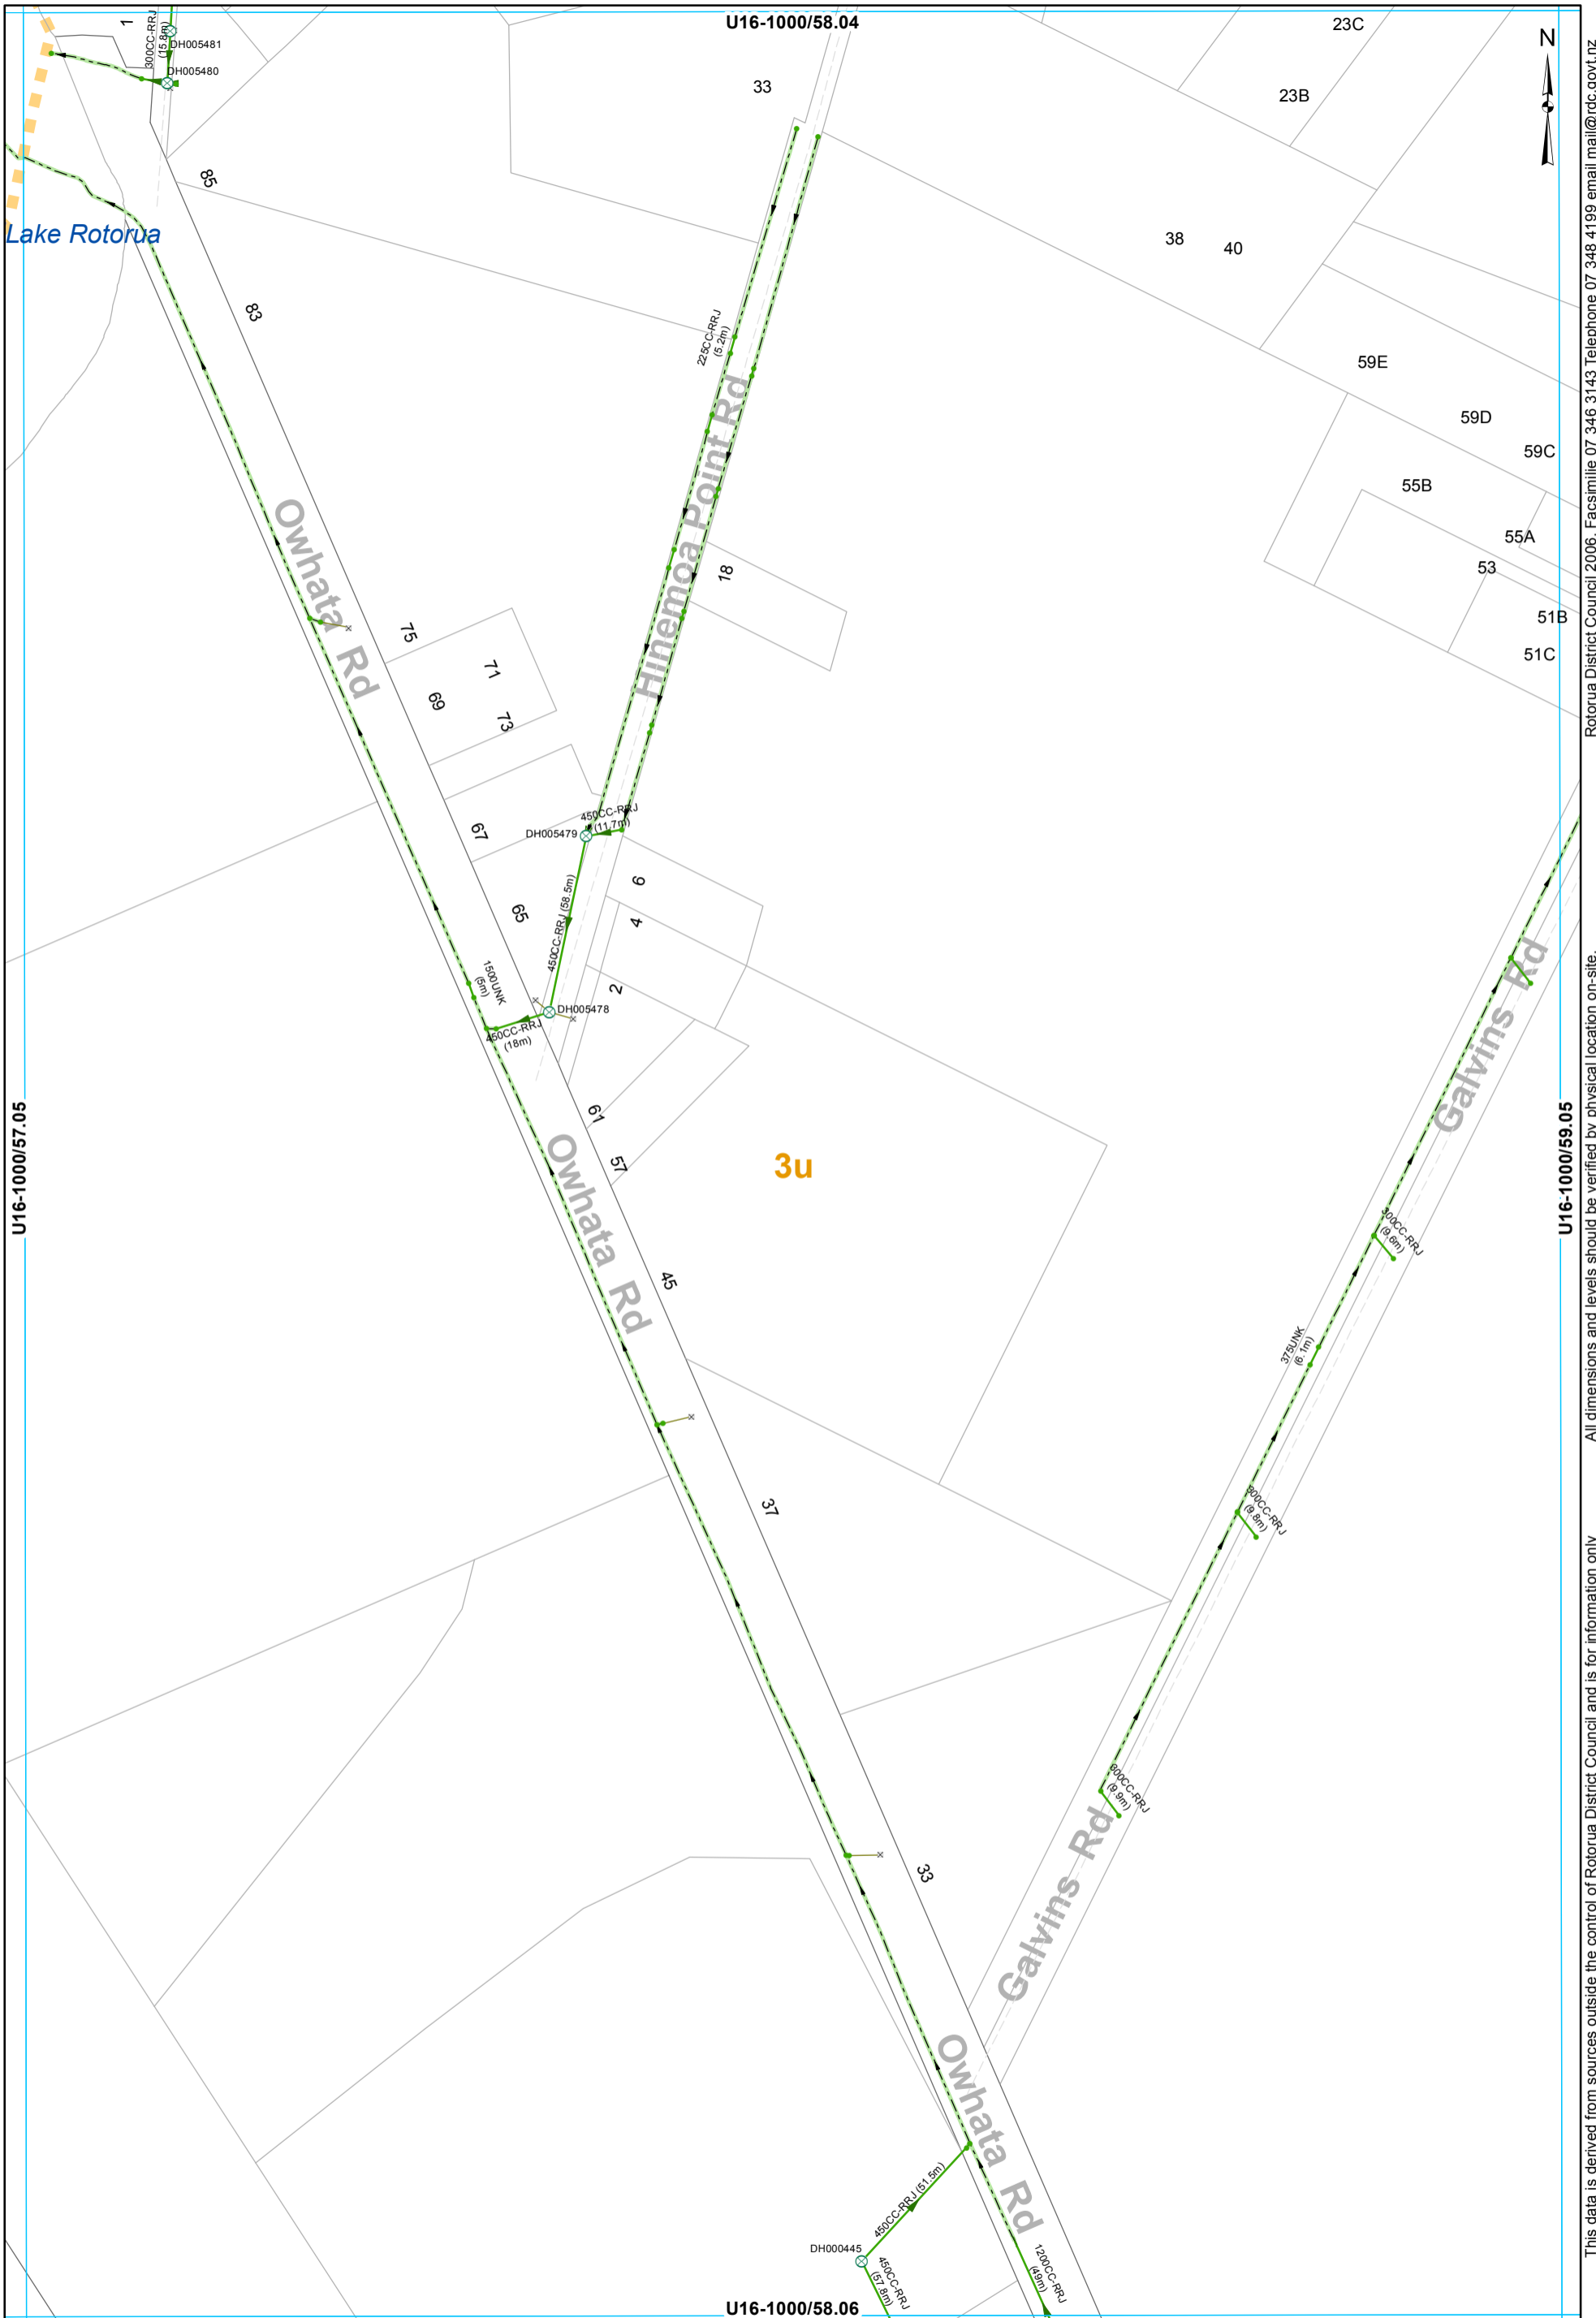 U16-1000/58.04
N
1
300CC-RRJ
(15.8m)
DH005481
DH005480
33
23C
23B
85
Lake Rotorua
83
38
40
225CC-RRJ
(5.2m)
Hinemoa Point Rd
59E
59D
59C
55B
55A
53
51B
51C
Owhata Rd
18
75
71
69
73
67
450CC-RRJ
(11.7m)
DH005479
65
6
4
2
450CC-RRJ (58.5m)
1500UNK
(5m)
DH005478
450CC-RRJ
(18m)
Galvins Rd
U16-1000/57.05
U16-1000/59.05
61
57
3u
Owhata Rd
45
300CC-RRJ
(9.6m)
375UNK
(6.1m)
37
300CC-RRJ
(9.8m)
300CC-RRJ
(9.9m)
33
Galvins Rd
Owhata Rd
450CC-RRJ (51.5m)
DH000445
450CC-RRJ
(57.8m)
1200CC-RRJ
(49m)
U16-1000/58.06
This data is derived from sources outside the control of Rotorua District Council and is for information only
All dimensions and levels should be verified by physical location on-site.
Rotorua District Council 2006. Facsimilie 07 346 3143 Telephone 07 348 4199 email mail@rdc.govt.nz